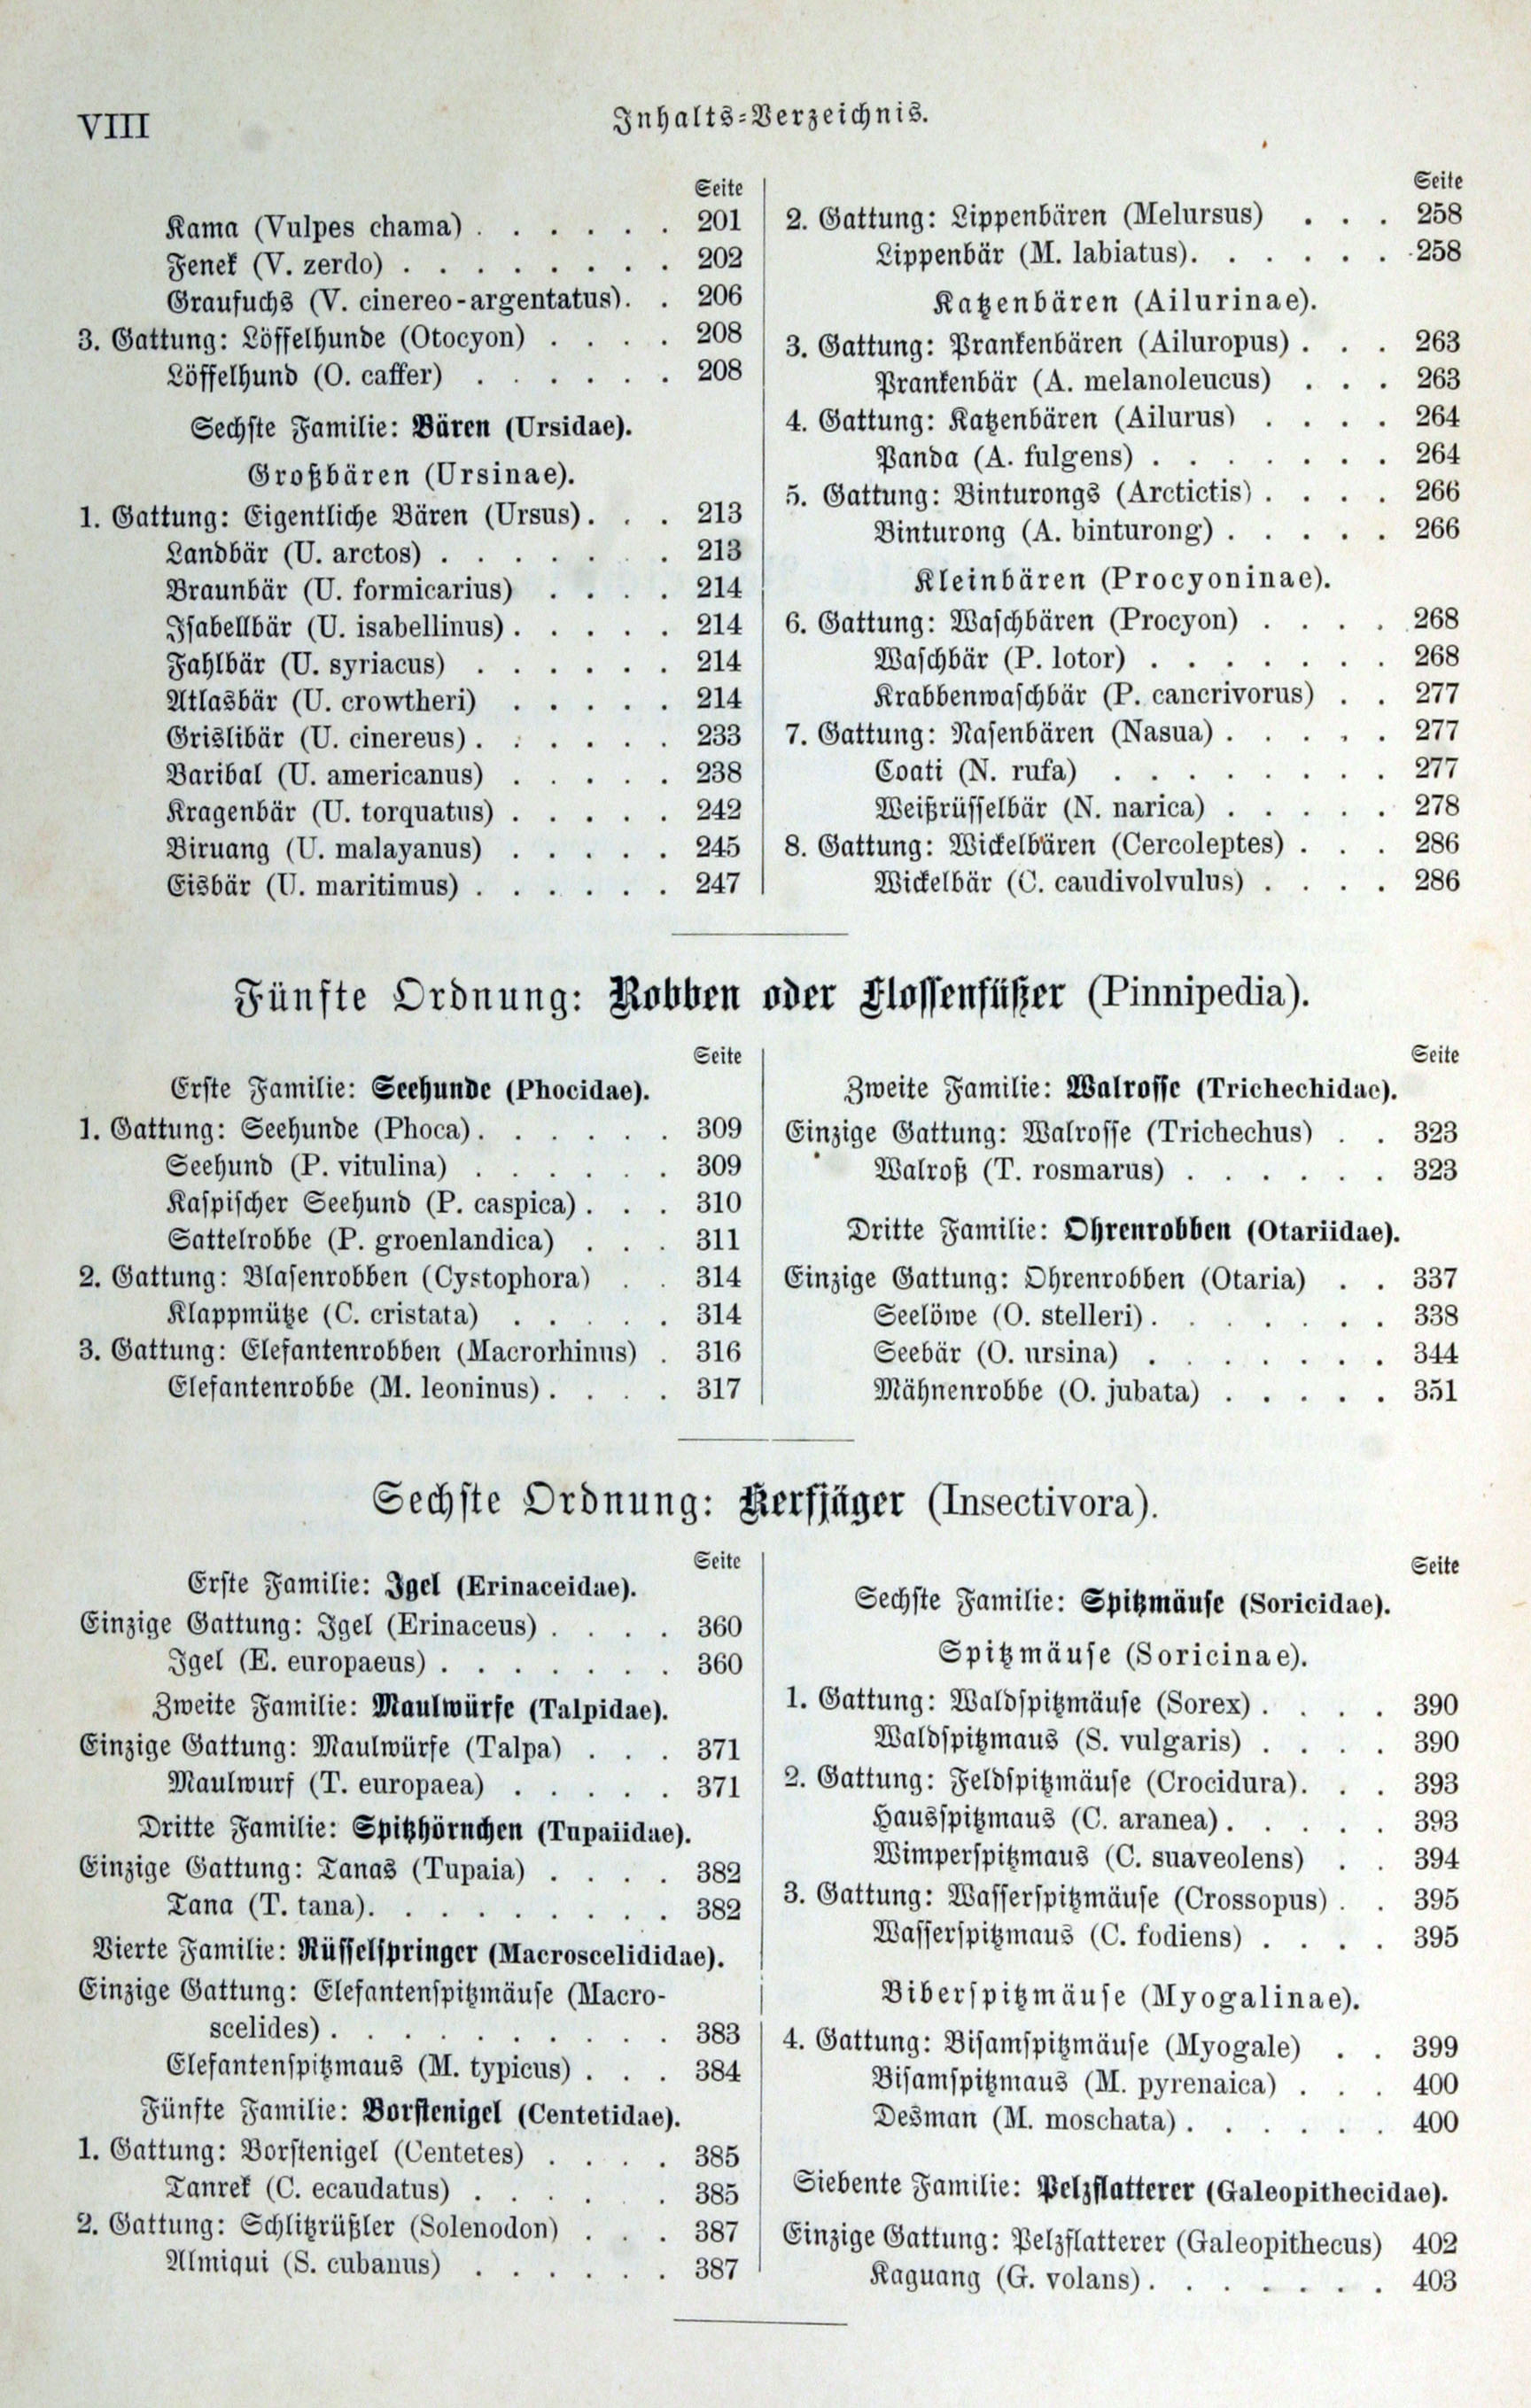 VIII
Inhalts-Verzeichnis.
Seite
Kama (Vulpes chama) . . . . . . 201
Fenek (V. zerdo) . . . . . . . . 202
Graufuchs (V. cinereo-argentatus) . . 206
3. Gattung: Löffelhunde (Otocyon) . . . . 208
Löffelhund (O. caffer) . . . . . . 208
Sechste Familie: Bären (Ursidae).
Großbären (Ursinae).
1. Gattung: Eigentliche Bären (Ursus) . . . 213
Landbär (U. arctos) . . . . . . . 213
Braunbär (U. formicarius) . . . . 214
Isabellbär (U. isabellinus) . . . . . 214
Fahlbär (U. syriacus) . . . . . . 214
Atlasbär (U. crowtheri) . . . . . 214
Grislibär (U. cinereus) . . . . . . 233
Baribal (U. americanus) . . . . . 238
Kragenbär (U. torquatus) . . . . . 242
Biruang (U. malayanus) . . . . . 245
Eisbär (U. maritimus) . . . . . . 247
Seite
2. Gattung: Lippenbären (Melursus) . . . 258
Lippenbär (M. labiatus) . . . . . . 258
Katzenbären (Ailurinae).
3. Gattung: Prankenbären (Ailuropus) . . . 263
Prankenbär (A. melanoleucus) . . . 263
4. Gattung: Katzenbären (Ailurus) . . . . 264
Panda (A. fulgens) . . . . . . . 264
5. Gattung: Binturongs (Arctictis) . . . . 266
Binturong (A. binturong) . . . . . 266
Kleinbären (Procyoninae).
6. Gattung: Waschbären (Procyon) . . . . 268
Waschbär (P. lotor) . . . . . . . 268
Krabbenwaschbär (P. cancrivorus) . . 277
7. Gattung: Nasenbären (Nasua) . . . . . 277
Coati (N. rufa) . . . . . . . . 277
Weißrüsselbär (N. narica) . . . . . 278
8. Gattung: Wickelbären (Cercoleptes) . . . 286
Wickelbär (C. caudivolvulus) . . . . 286
Fünfte Ordnung: Robben oder Flossenfüßer (Pinnipedia).
Seite
Erste Familie: Seehunde (Phocidae).
1. Gattung: Seehunde (Phoca) . . . . . . 309
Seehund (P. vitulina) . . . . . . 309
Kaspischer Seehund (P. caspica) . . . 310
Sattelrobbe (P. groenlandica) . . . 311
2. Gattung: Blasenrobben (Cystophora) . . 314
Klappmütze (C. cristata) . . . . . 314
3. Gattung: Elefantenrobben (Macrorhinus) . 316
Elefantenrobbe (M. leoninus) . . . . 317
Seite
Zweite Familie: Walrosse (Trichechidae).
Einzige Gattung: Walrosse (Trichechus) . . 323
Walroß (T. rosmarus) . . . . . . 323
Dritte Familie: Ohrenrobben (Otariidae).
Einzige Gattung: Ohrenrobben (Otaria) . . 337
Seelöwe (O. stelleri) . . . . . . . 338
Seebär (O. ursina) . . . . . . . 344
Mähnenrobbe (O. jubata) . . . . . 351
Sechste Ordnung: Kerfjäger (Insectivora).
Seite
Erste Familie: Igel (Erinaceidae).
Einzige Gattung: Igel (Erinaceus) . . . . 360
Igel (E. europaeus) . . . . . . . 360
Zweite Familie: Maulwürfe (Talpidae).
Einzige Gattung: Maulwürfe (Talpa) . . . 371
Maulwurf (T. europaea) . . . . . 371
Dritte Familie: Spitzhörnchen (Tupaiidae).
Einzige Gattung: Tanas (Tupaia) . . . . 382
Tana (T. tana) . . . . . . . . . 382
Vierte Familie: Rüsselspringer (Macroscelididae).
Einzige Gattung: Elefantenspitzmäuse (Macro-
scelides) . . . . . . . . . . 383
Elefantenspitzmaus (M. typicus) . . . 384
Fünfte Familie: Borstenigel (Centetidae).
1. Gattung: Borstenigel (Centetes) . . . . 385
Tanrek (C. ecaudatus) . . . . . . 385
2. Gattung: Schlitzrüßler (Solenodon) . . . 387
Almiqui (S. cubanus) . . . . . . 387
Seite
Sechste Familie: Spitzmäuse (Soricidae).
Spitzmäuse (Soricinae).
1. Gattung: Waldspitzmäuse (Sorex) . . . . 390
Waldspitzmaus (S. vulgaris) . . . . 390
2. Gattung: Feldspitzmäuse (Crocidura) . . . 393
Hausspitzmaus (C. aranea) . . . . . 393
Wimperspitzmaus (C. suaveolens) . . 394
3. Gattung: Wasserspitzmäuse (Crossopus) . . 395
Wasserspitzmaus (C. fodiens) . . . . 395
Biberspitzmäuse (Myogalinae).
4. Gattung: Bisamspitzmäuse (Myogale) . . 399
Bisamspitzmaus (M. pyrenaica) . . . 400
Desman (M. moschata) . . . . . . 400
Siebente Familie: Pelzflatterer (Galeopithecidae).
Einzige Gattung: Pelzflatterer (Galeopithecus) 402
Kaguang (G. volans) . . . . . . . 403